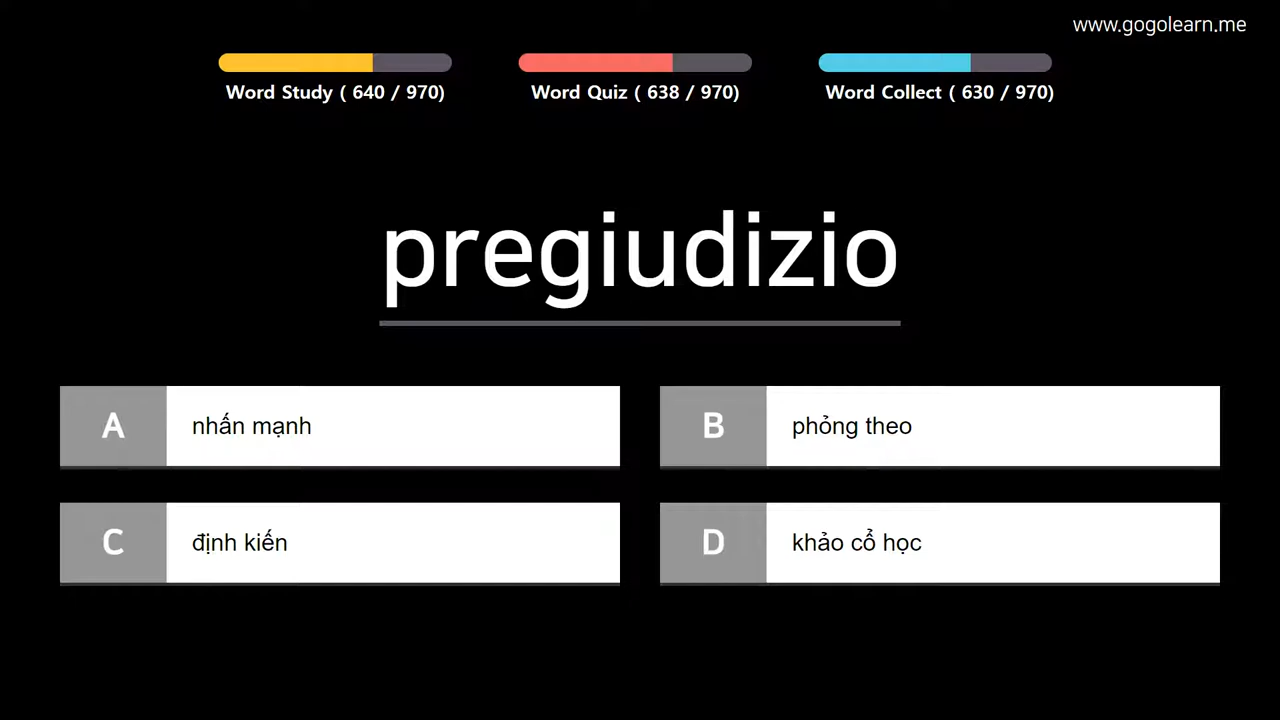 www.gogolearn.me
Word Study ( 640 / 970)
Word Quiz ( 638 / 970)
Word Collect ( 630 / 970)
pregiudizio
A nhấn mạnh
B phỏng theo
C định kiến
D khảo cổ học